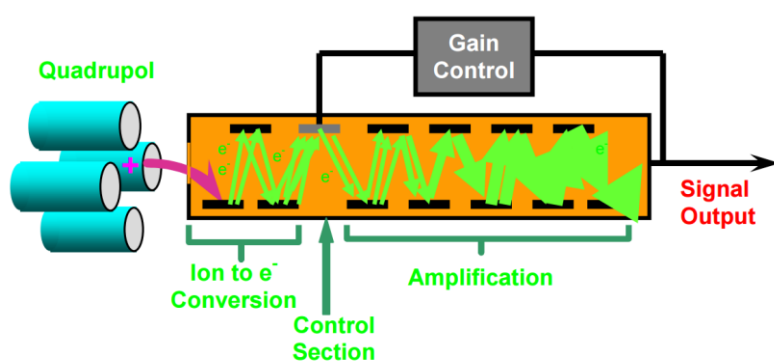 Quadrupol
Gain
Control
+
e-
e-
e-
e-
e-
Signal
Output
Ion to e-
Conversion
Control
Section
Amplification